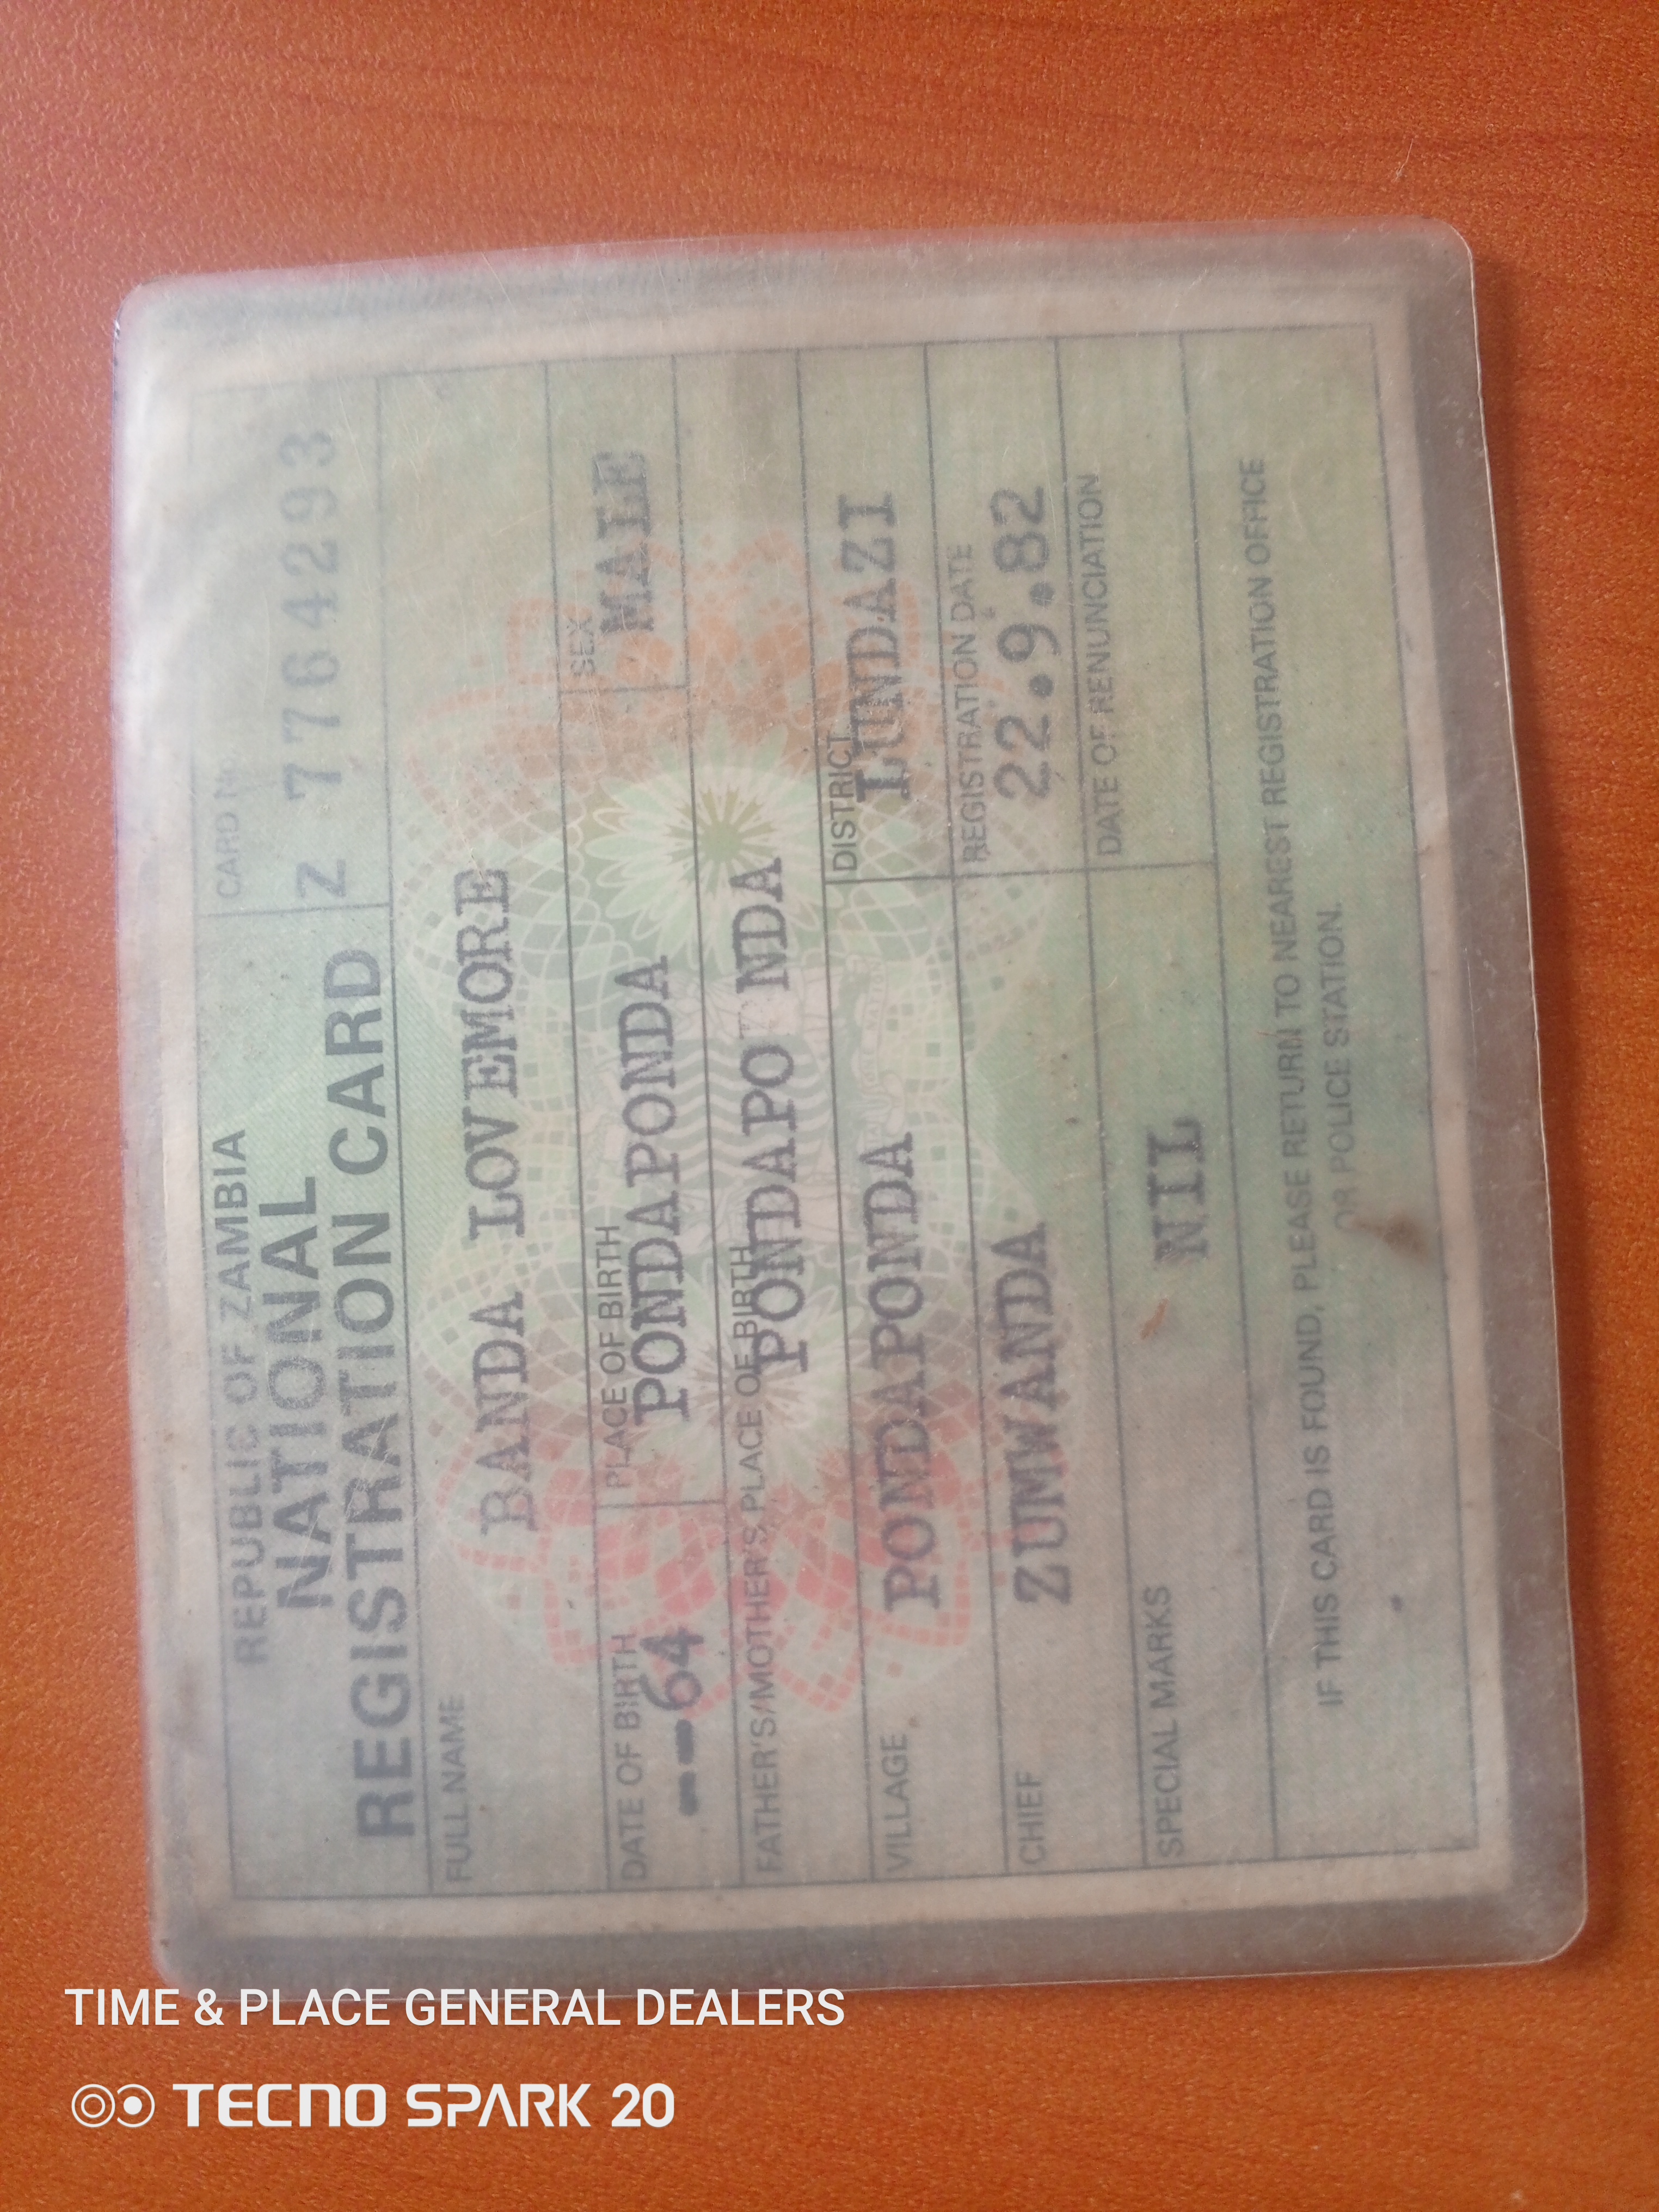 REPUBLIC OF ZAMBIA
NATIONAL
REGISTRATION CARD
CARD No.
Z 7764293
FULL NAME
BANDA LOVEMORE
DATE OF BIRTH
--64
PLACE OF BIRTH
PONDAPONDA
SEX
MALE
FATHER'S/MOTHER'S PLACE OF BIRTH
PONDAPO NDA
VILLAGE
PONDAPONDA
DISTRICT
LUNDAZI
CHIEF
ZUMWANDA
REGISTRATION DATE
22.9.82
SPECIAL MARKS
NIL
DATE OF RENUNCIATION
IF THIS CARD IS FOUND, PLEASE RETURN TO NEAREST REGISTRATION OFFICE
OR POLICE STATION.
TIME & PLACE GENERAL DEALERS
TECNO SPARK 20